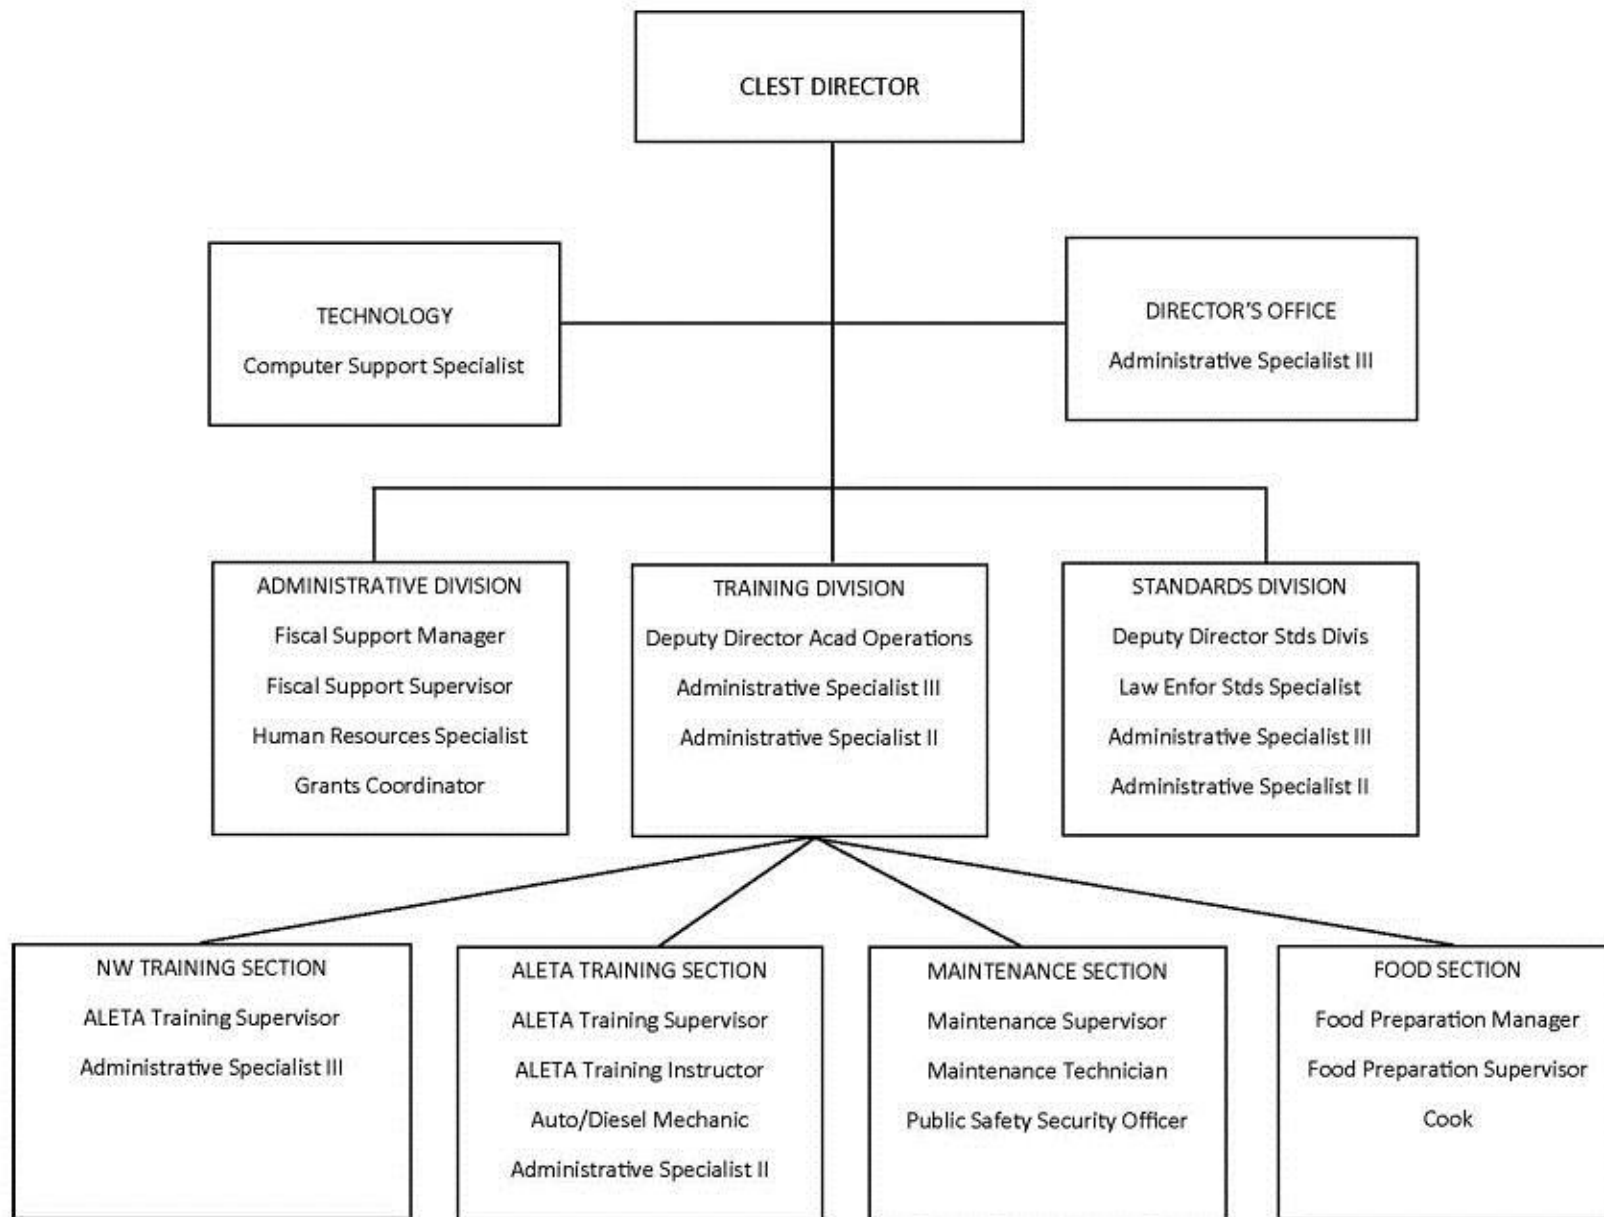 CLEST DIRECTOR
TECHNOLOGY
Computer Support Specialist
DIRECTOR'S OFFICE
Administrative Specialist III
ADMINISTRATIVE DIVISION
Fiscal Support Manager
Fiscal Support Supervisor
Human Resources Specialist
Grants Coordinator
TRAINING DIVISION
Deputy Director Acad Operations
Administrative Specialist III
Administrative Specialist II
STANDARDS DIVISION
Deputy Director Stds Divis
Law Enfor Stds Specialist
Administrative Specialist III
Administrative Specialist II
NW TRAINING SECTION
ALETA Training Supervisor
Administrative Specialist III
ALETA TRAINING SECTION
ALETA Training Supervisor
ALETA Training Instructor
Auto/Diesel Mechanic
Administrative Specialist II
MAINTENANCE SECTION
Maintenance Supervisor
Maintenance Technician
Public Safety Security Officer
FOOD SECTION
Food Preparation Manager
Food Preparation Supervisor
Cook